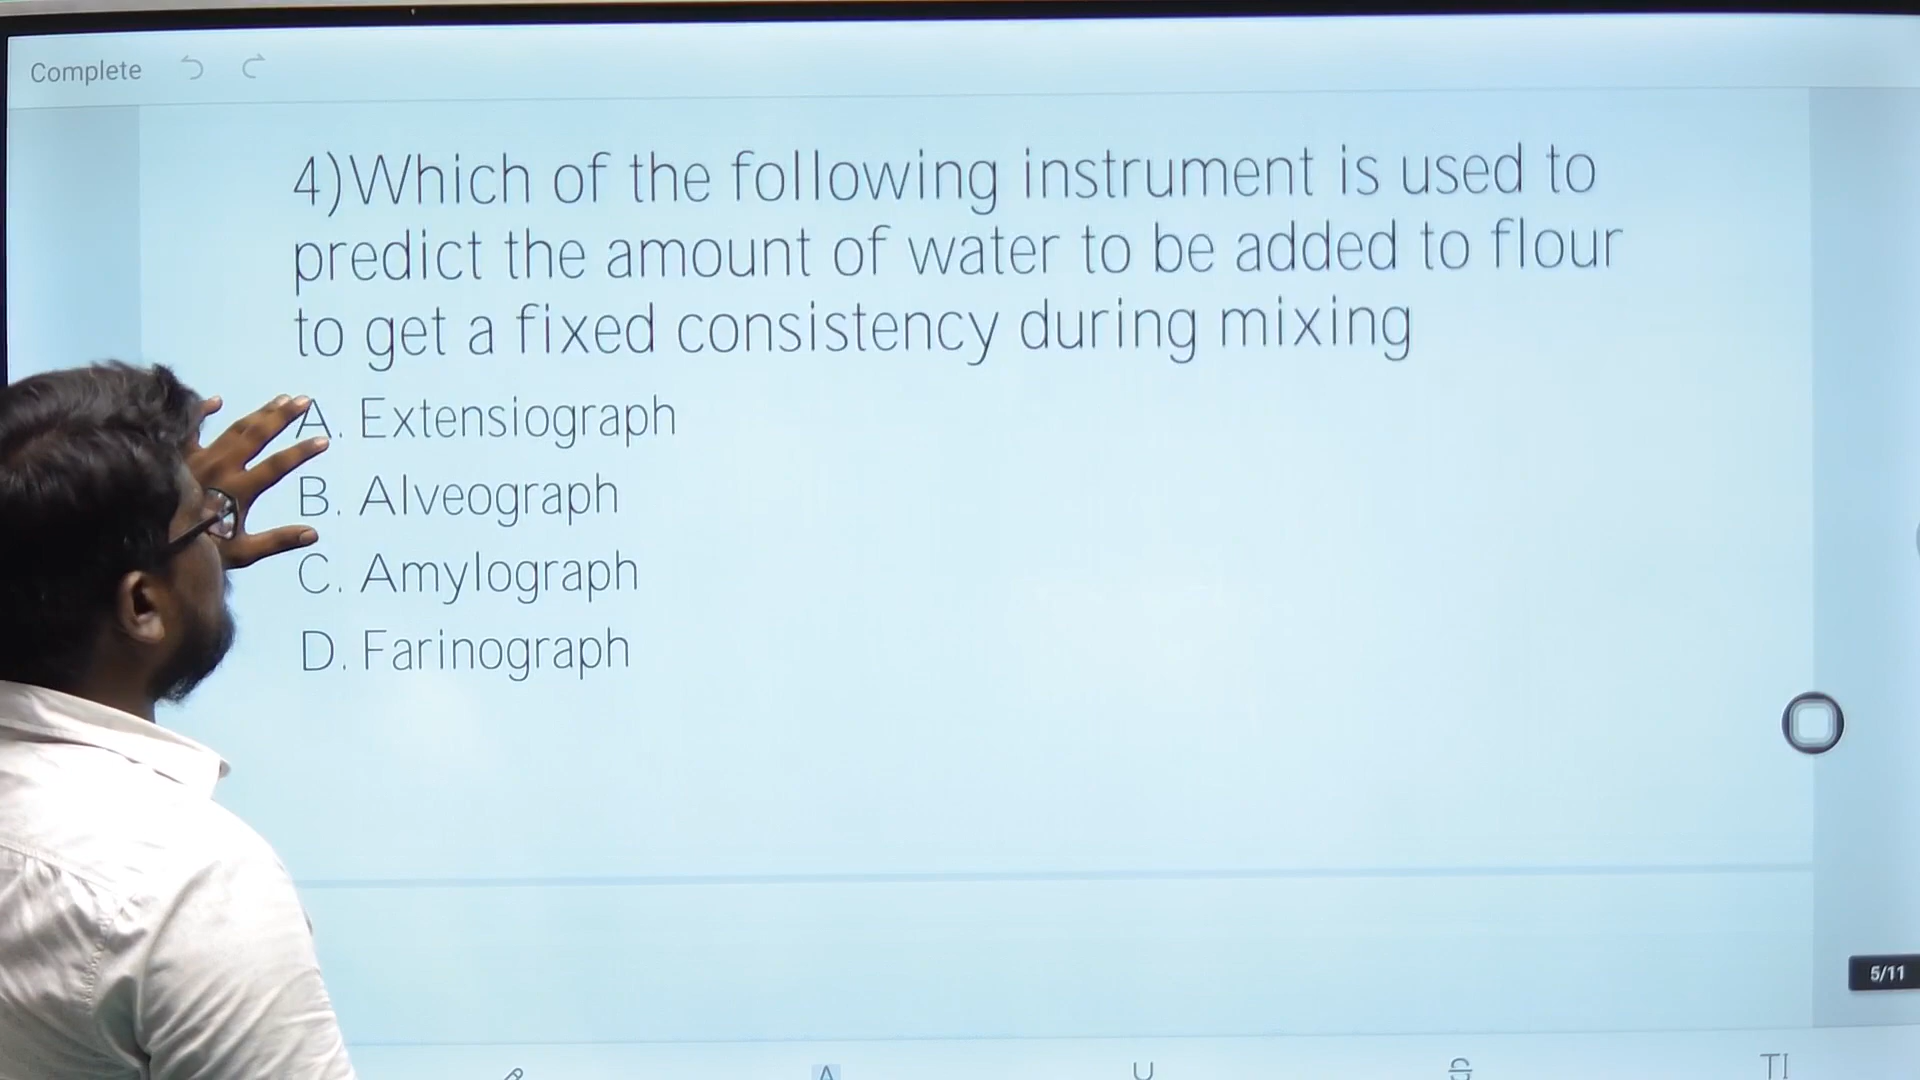 Complete
4)Which of the following instrument is used to
predict the amount of water to be added to flour
to get a fixed consistency during mixing
A. Extensiograph
B. Alveograph
C. Amylograph
D. Farinograph
5/11
A
U
S
TI